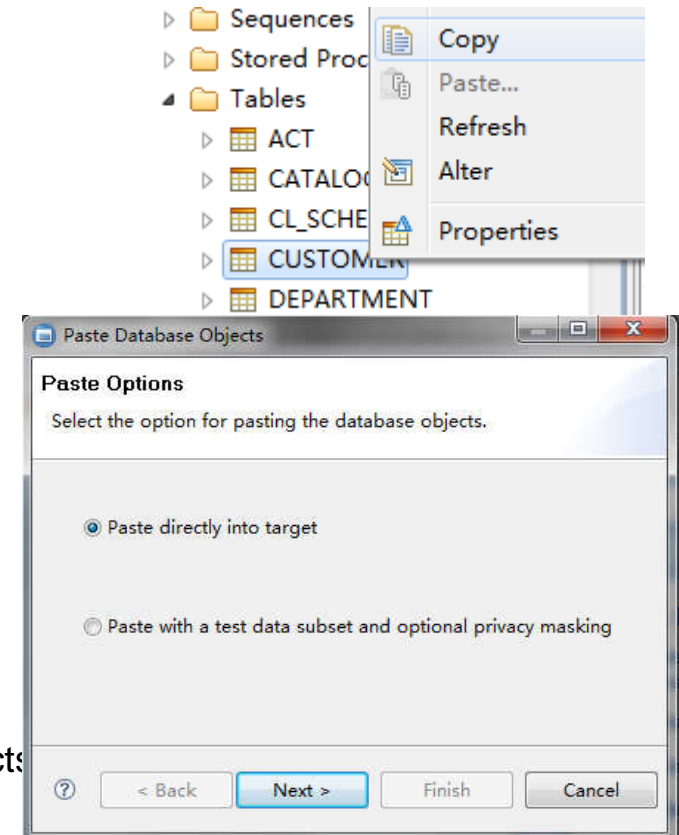 Sequences
Stored Proc
Copy
Paste...
Tables
Refresh
ACT
Alter
CATALOG
CL_SCHE
Properties
CUSTOMER
DEPARTMENT
Paste Database Objects
Paste Options
Select the option for pasting the database objects.
Paste directly into target
Paste with a test data subset and optional privacy masking
cts
? < Back Next > Finish Cancel